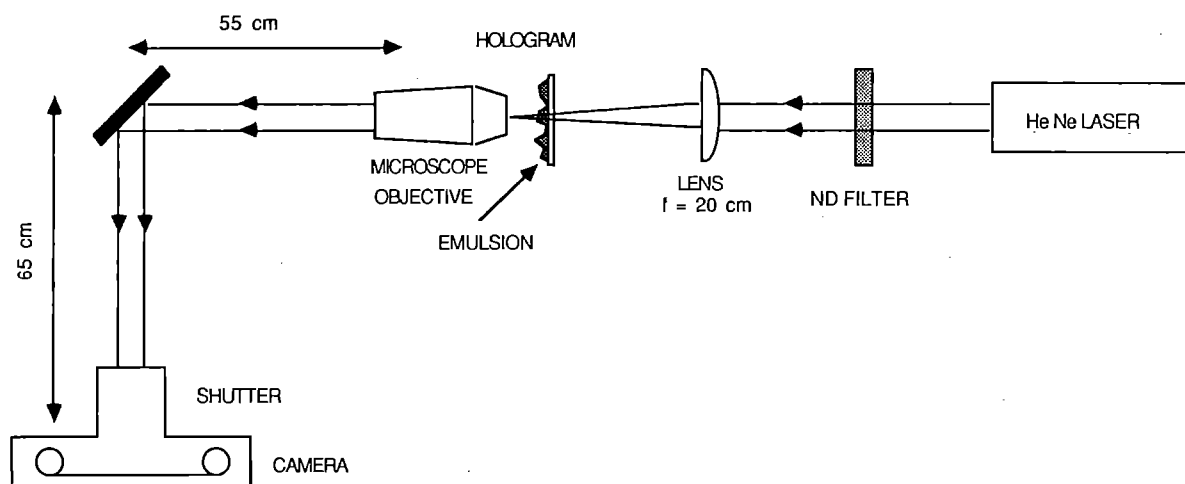 55 cm
HOLOGRAM
He Ne LASER
MICROSCOPE
OBJECTIVE
LENS
f = 20 cm
ND FILTER
EMULSION
65 cm
SHUTTER
CAMERA